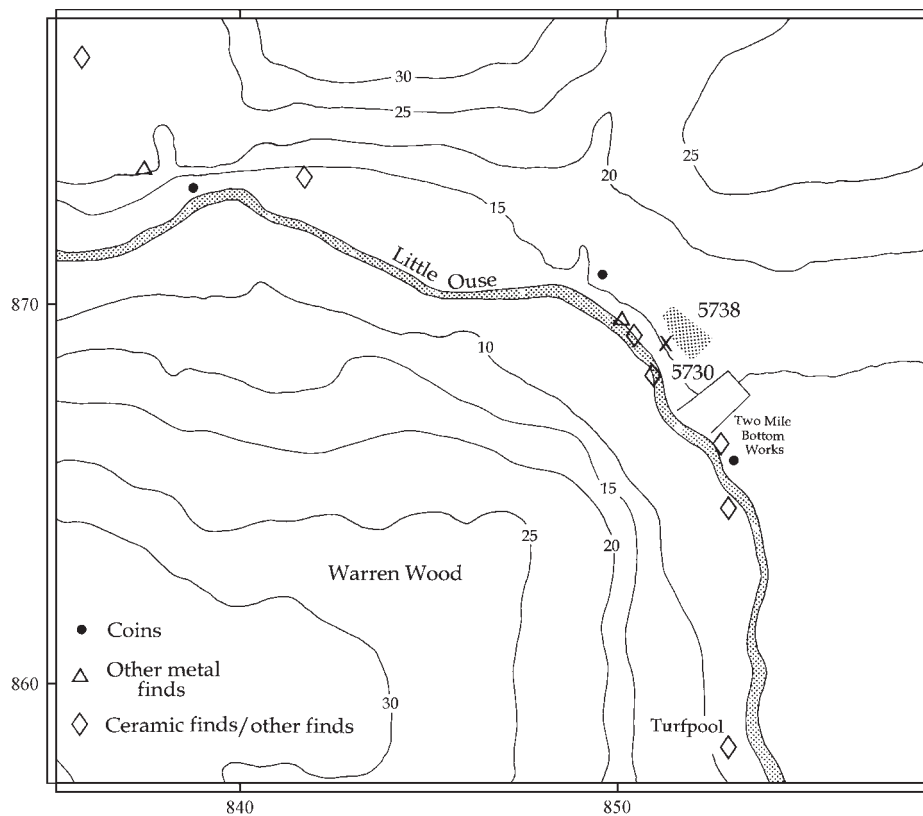 30
25
25
20
15
Little Ouse
870
5738
10
5730
Two Mile
Bottom
Works
15
25
20
Warren Wood
Coins
Other metal
finds
860
30
Ceramic finds/other finds
Turfpool
840
850